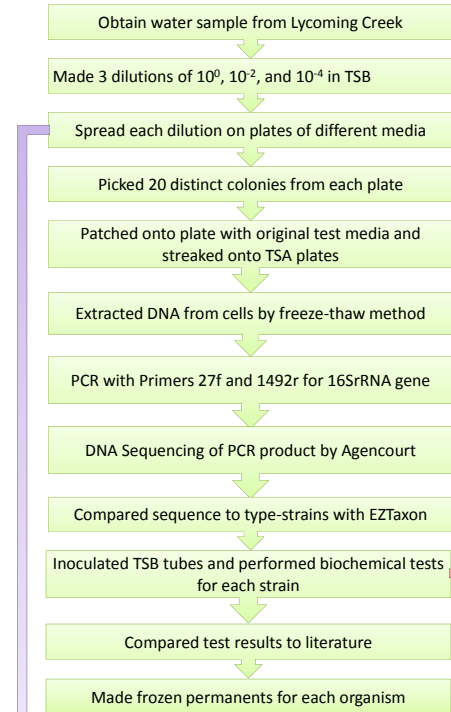 Obtain water sample from Lycoming Creek
Made 3 dilutions of 10⁰, 10⁻², and 10⁻⁴ in TSB
Spread each dilution on plates of different media
Picked 20 distinct colonies from each plate
Patched onto plate with original test media and
streaked onto TSA plates
Extracted DNA from cells by freeze-thaw method
PCR with Primers 27f and 1492r for 16SrRNA gene
DNA Sequencing of PCR product by Agencourt
Compared sequence to type-strains with EZTaxon
Inoculated TSB tubes and performed biochemical tests
for each strain
Compared test results to literature
Made frozen permanents for each organism